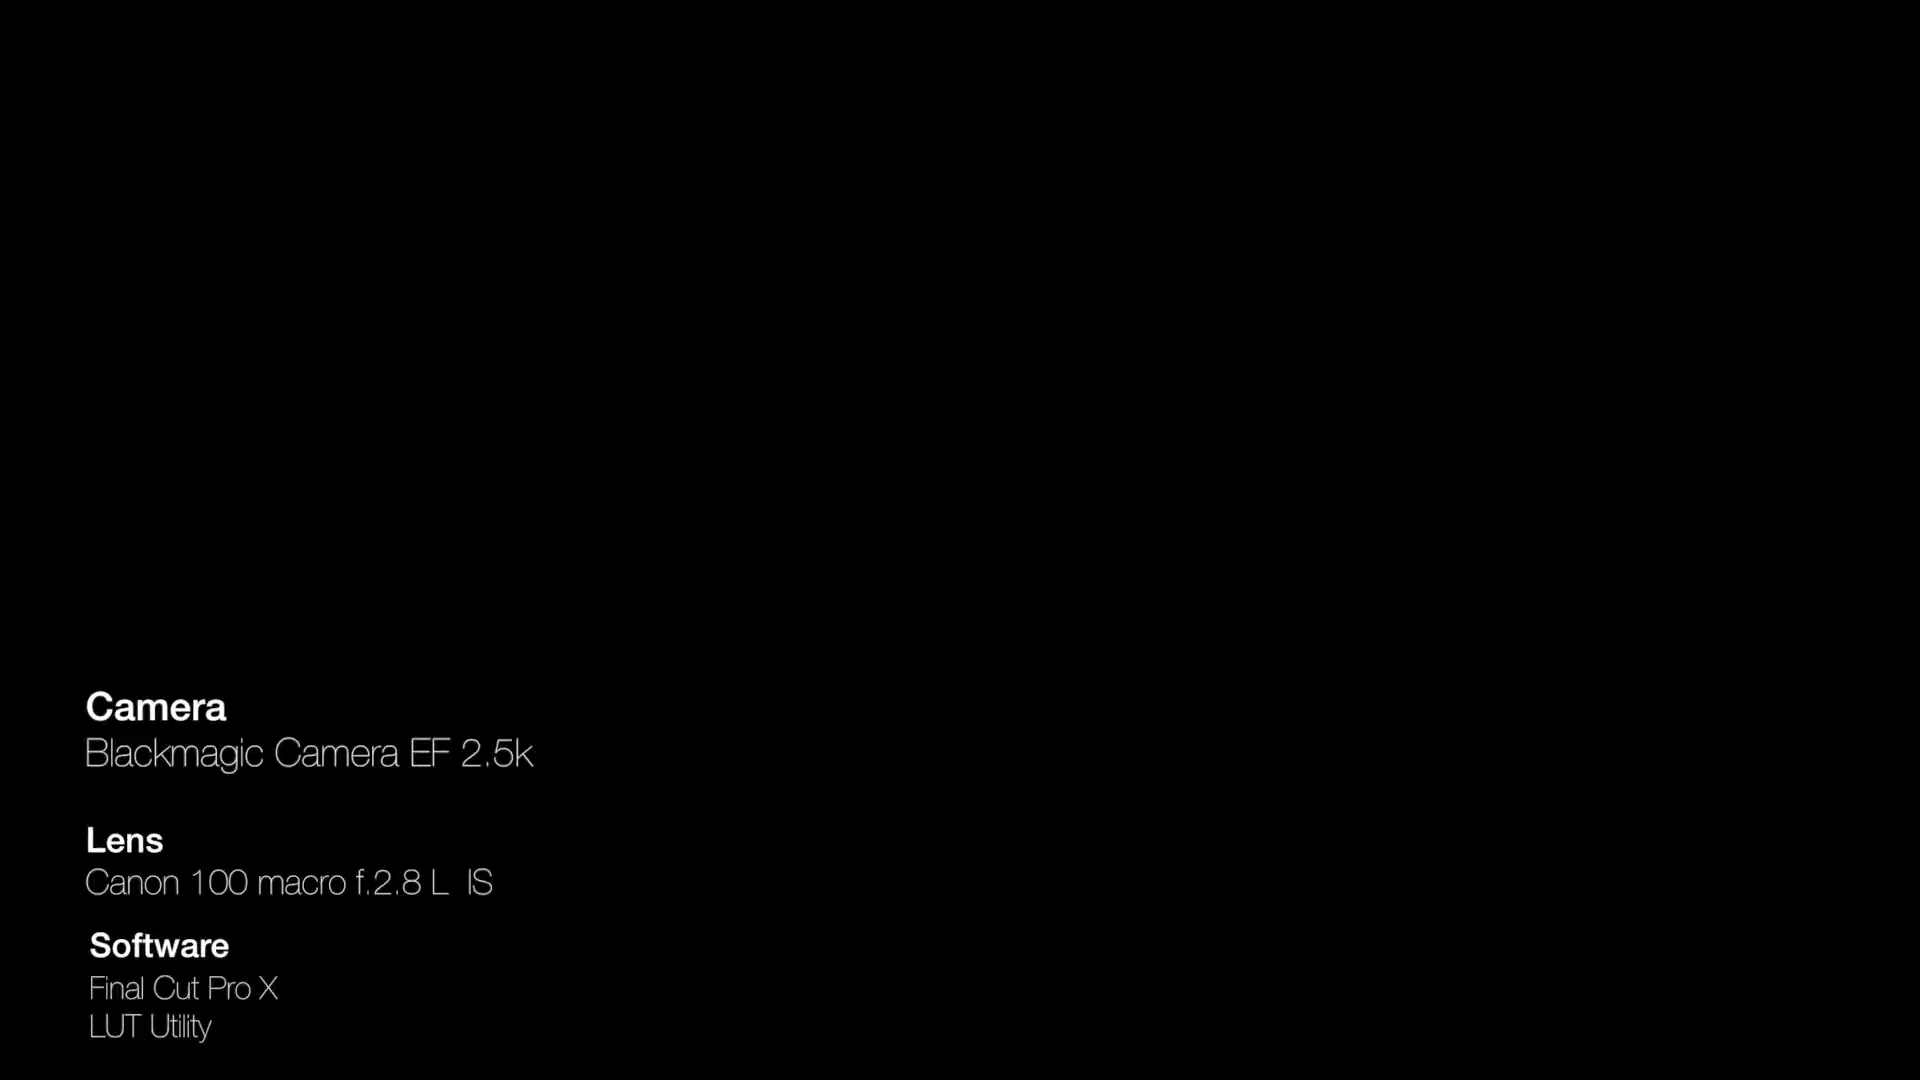 Camera
Blackmagic Camera EF 2.5k
Lens
Canon 100 macro f.2.8 L  IS
Software
Final Cut Pro X
LUT Utility